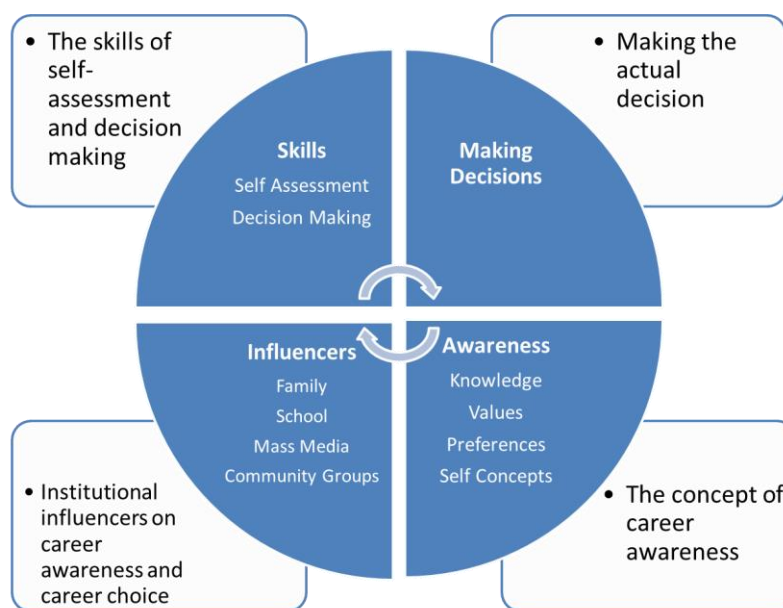 • The skills of
self-
assessment
and decision
making
Skills
Self Assessment
Decision Making
• Making the
actual
decision
Making
Decisions
Influencers
Family
School
Mass Media
Community Groups
• Institutional
influencers on
career
awareness and
career choice
Awareness
Knowledge
Values
Preferences
Self Concepts
• The concept of
career
awareness